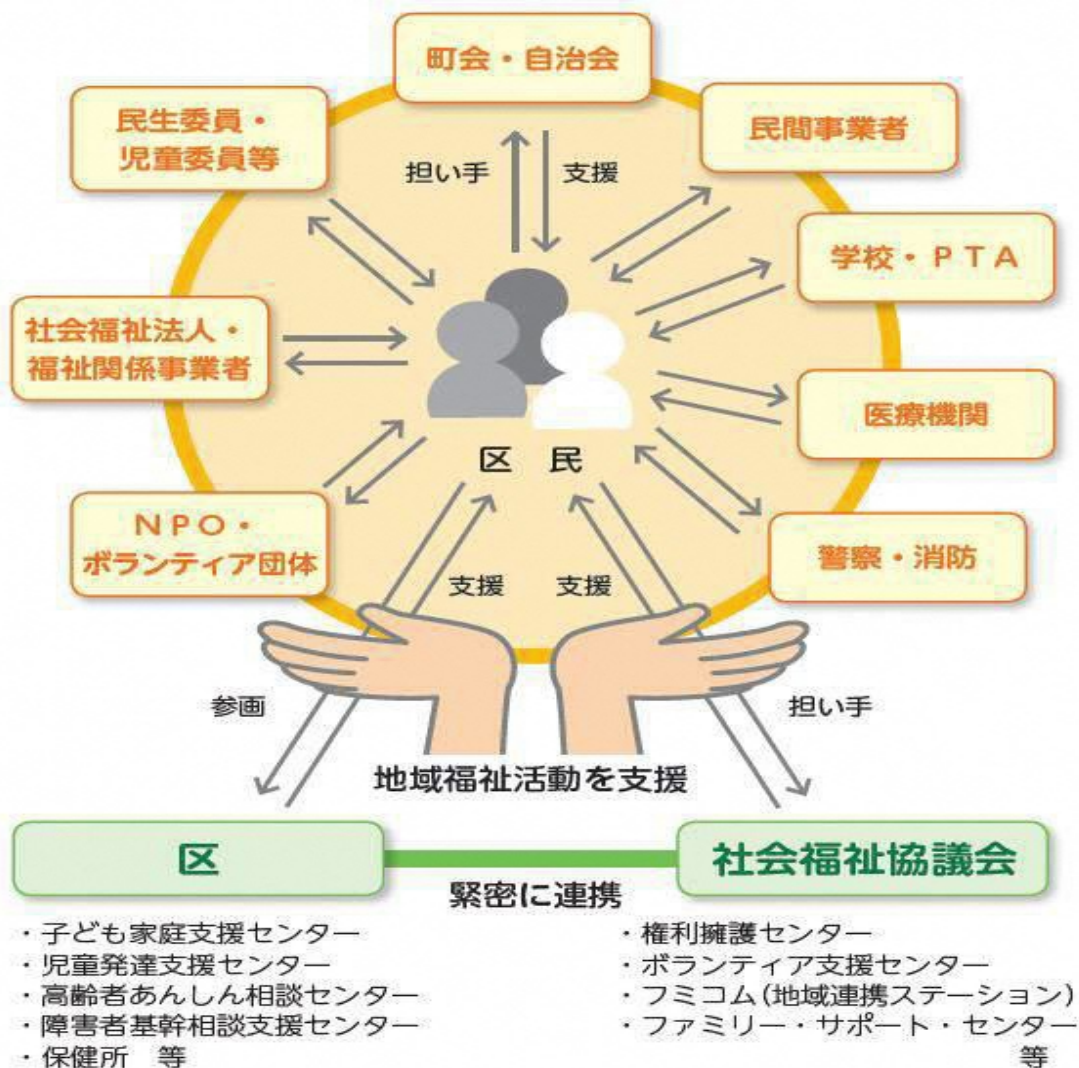 町会・自治会
民生委員・
児童委員等
民間事業者
担い手
支援
学校・ＰＴＡ
社会福祉法人・
福祉関係事業者
医療機関
区 民
ＮＰＯ・
ボランティア団体
警察・消防
支援
支援
参画
担い手
地域福祉活動を支援
区
社会福祉協議会
緊密に連携
・子ども家庭支援センター
・児童発達支援センター
・高齢者あんしん相談センター
・障害者基幹相談支援センター
・保健所　等
・権利擁護センター
・ボランティア支援センター
・フミコム(地域連携ステーション)
・ファミリー・サポート・センター
等